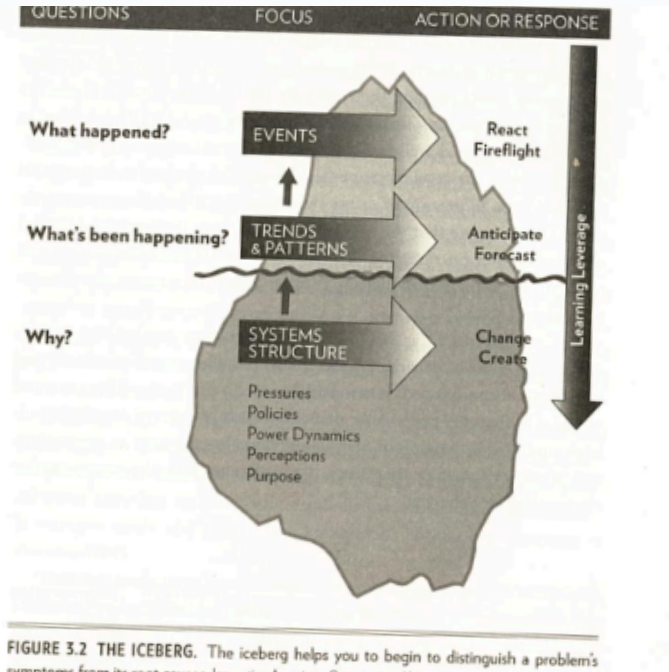 QUESTIONS FOCUS ACTION OR RESPONSE
What happened?
EVENTS
React
Fireflight
What's been happening?
TRENDS
& PATTERNS
Anticipate
Forecast
Why?
SYSTEMS
STRUCTURE
Change
Create
Pressures
Policies
Power Dynamics
Perceptions
Purpose
Learning Leverage
FIGURE 3.2 THE ICEBERG. The iceberg helps you to begin to distinguish a problem's
symptoms from its root causes